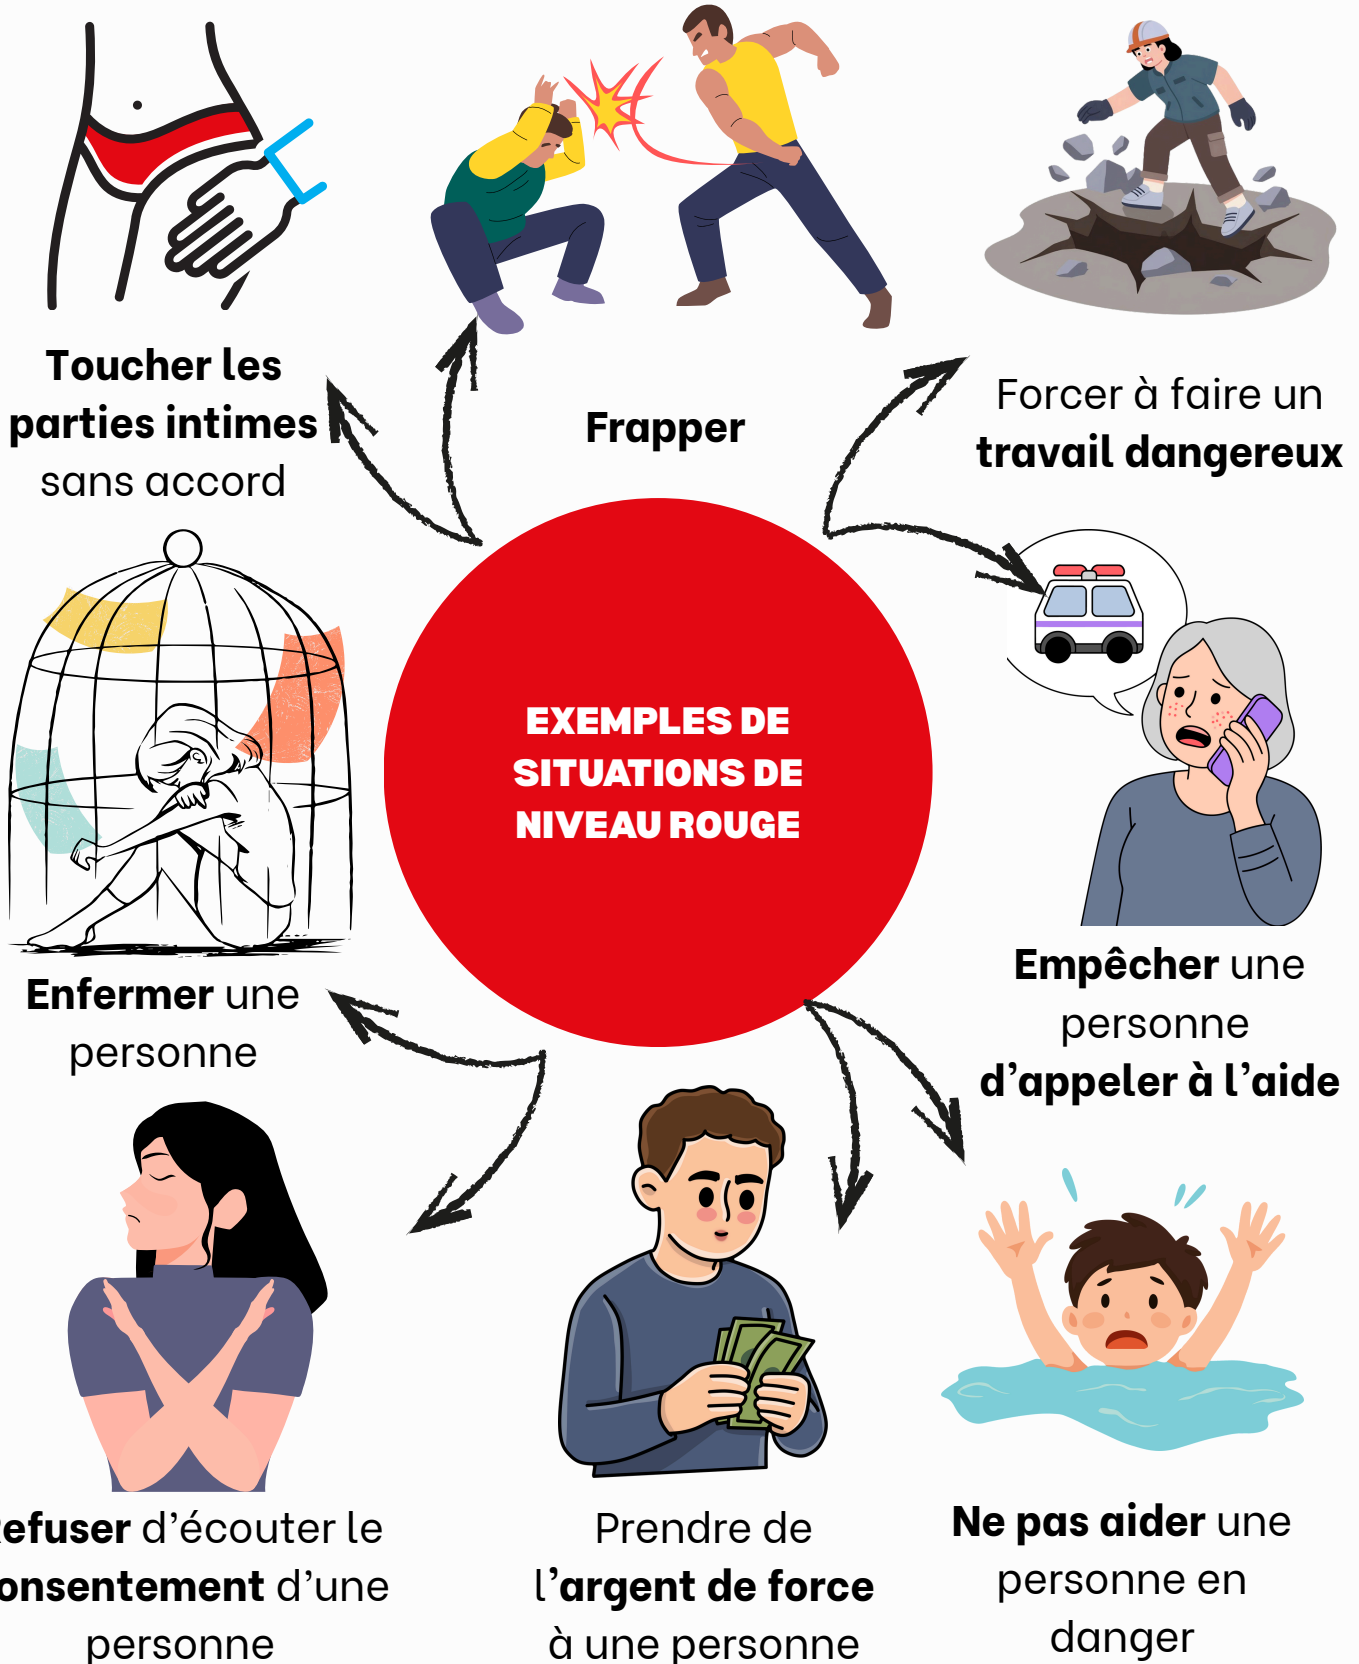 Toucher les
parties intimes
sans accord
Frapper
Forcer à faire un
travail dangereux
EXEMPLES DE
SITUATIONS DE
NIVEAU ROUGE
Enfermer une
personne
Empêcher une
personne
d’appeler à l’aide
efuser d’écouter le
onsentement d’une
personne
Prendre de
l’argent de force
à une personne
Ne pas aider une
personne en
danger